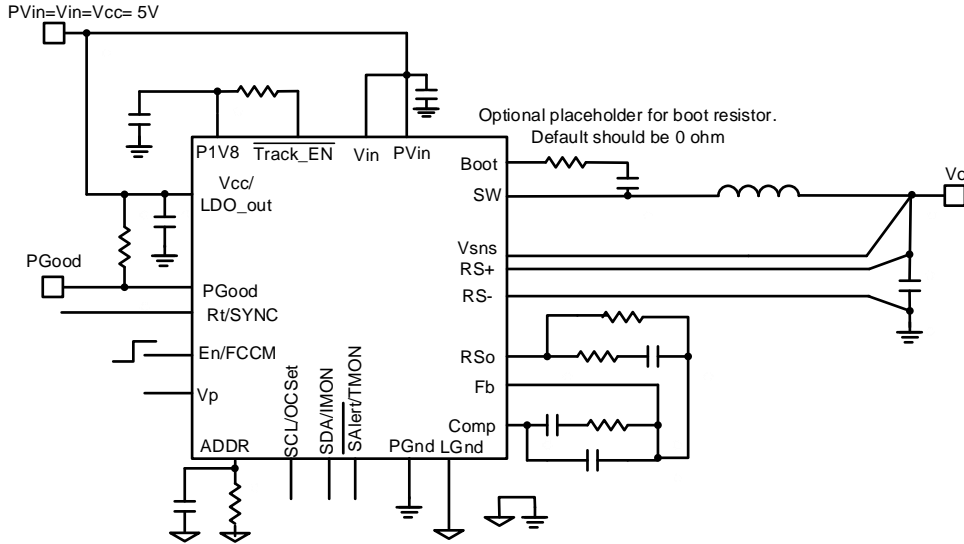 PVin=Vin=Vcc= 5V
Optional placeholder for boot resistor.
Default should be 0 ohm
P1V8
Track_EN
Vin
PVin
Boot
Vcc/
LDO_out
SW
Vo
Vsns
PGood
RS+
PGood
RS-
Rt/SYNC
En/FCCM
RSo
Vp
Fb
SCL/OCSet
SDA/IMON
SAlert/TMON
Comp
ADDR
PGnd
LGnd